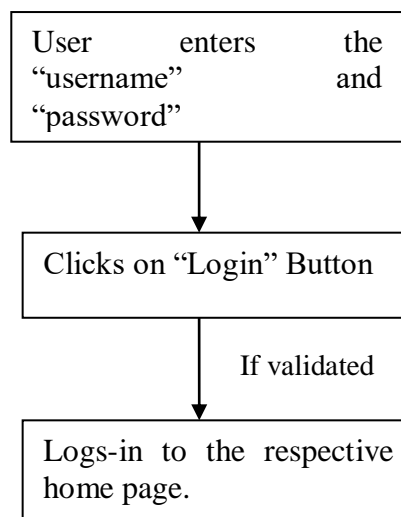 User enters the
“username” and
“password”
Clicks on “Login” Button
If validated
Logs-in to the respective
home page.